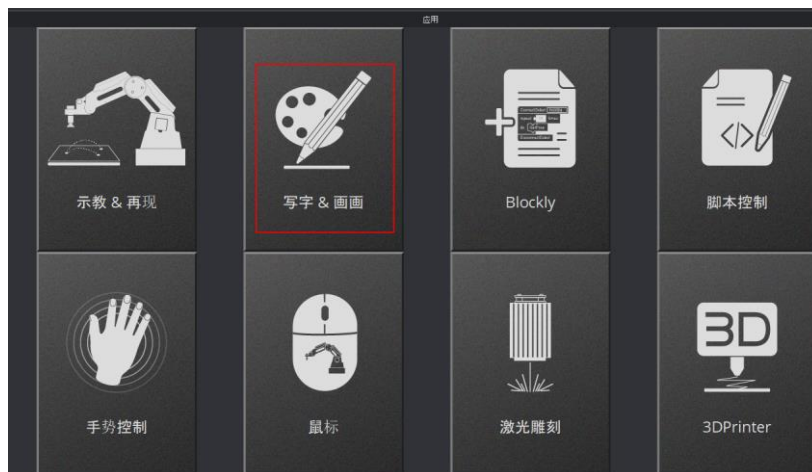 应用
示教 & 再现
写字 & 画画
Blockly
脚本控制
手势控制
鼠标
激光雕刻
3D
3DPrinter